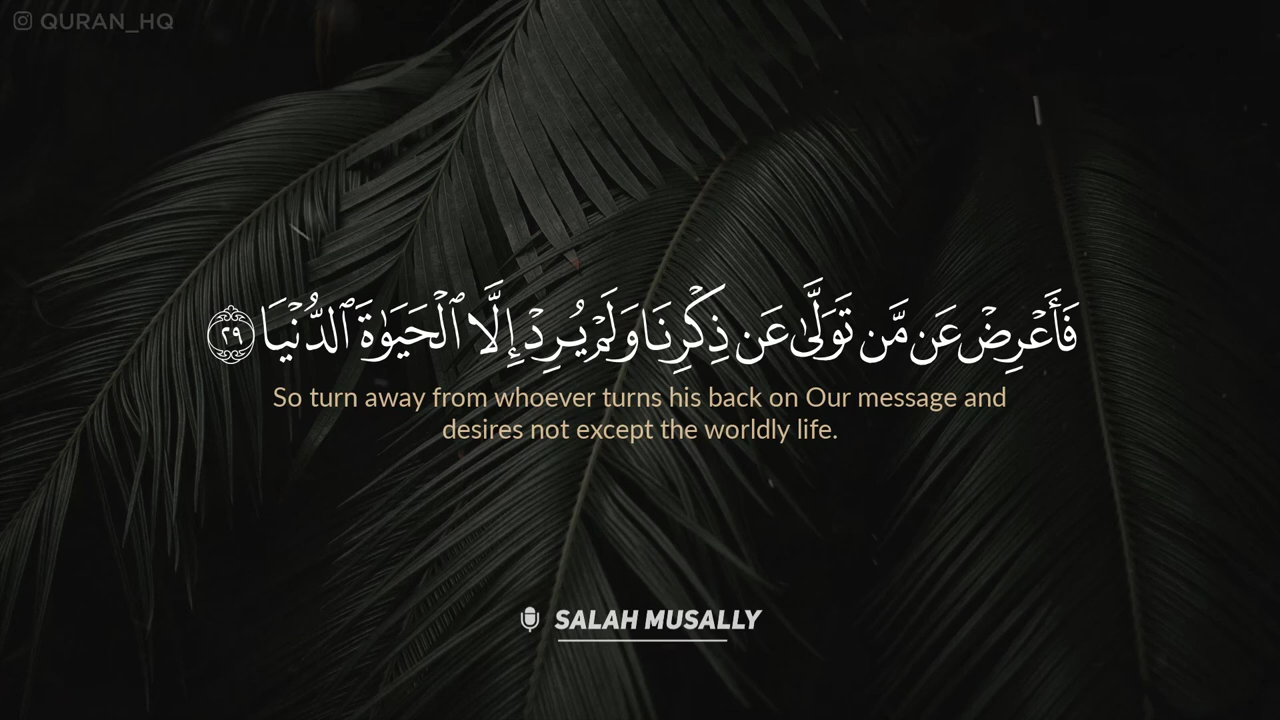 QURAN_HQ
فَأَعْرِضْ عَن مَّن تَوَلَّىٰ عَن ذِكْرِنَا وَلَمْ يُرِدْ إِلَّا ٱلْحَيَوٰةَ ٱلدُّنْيَا ٢٩
So turn away from whoever turns his back on Our message and
desires not except the worldly life.
SALAH MUSALLY